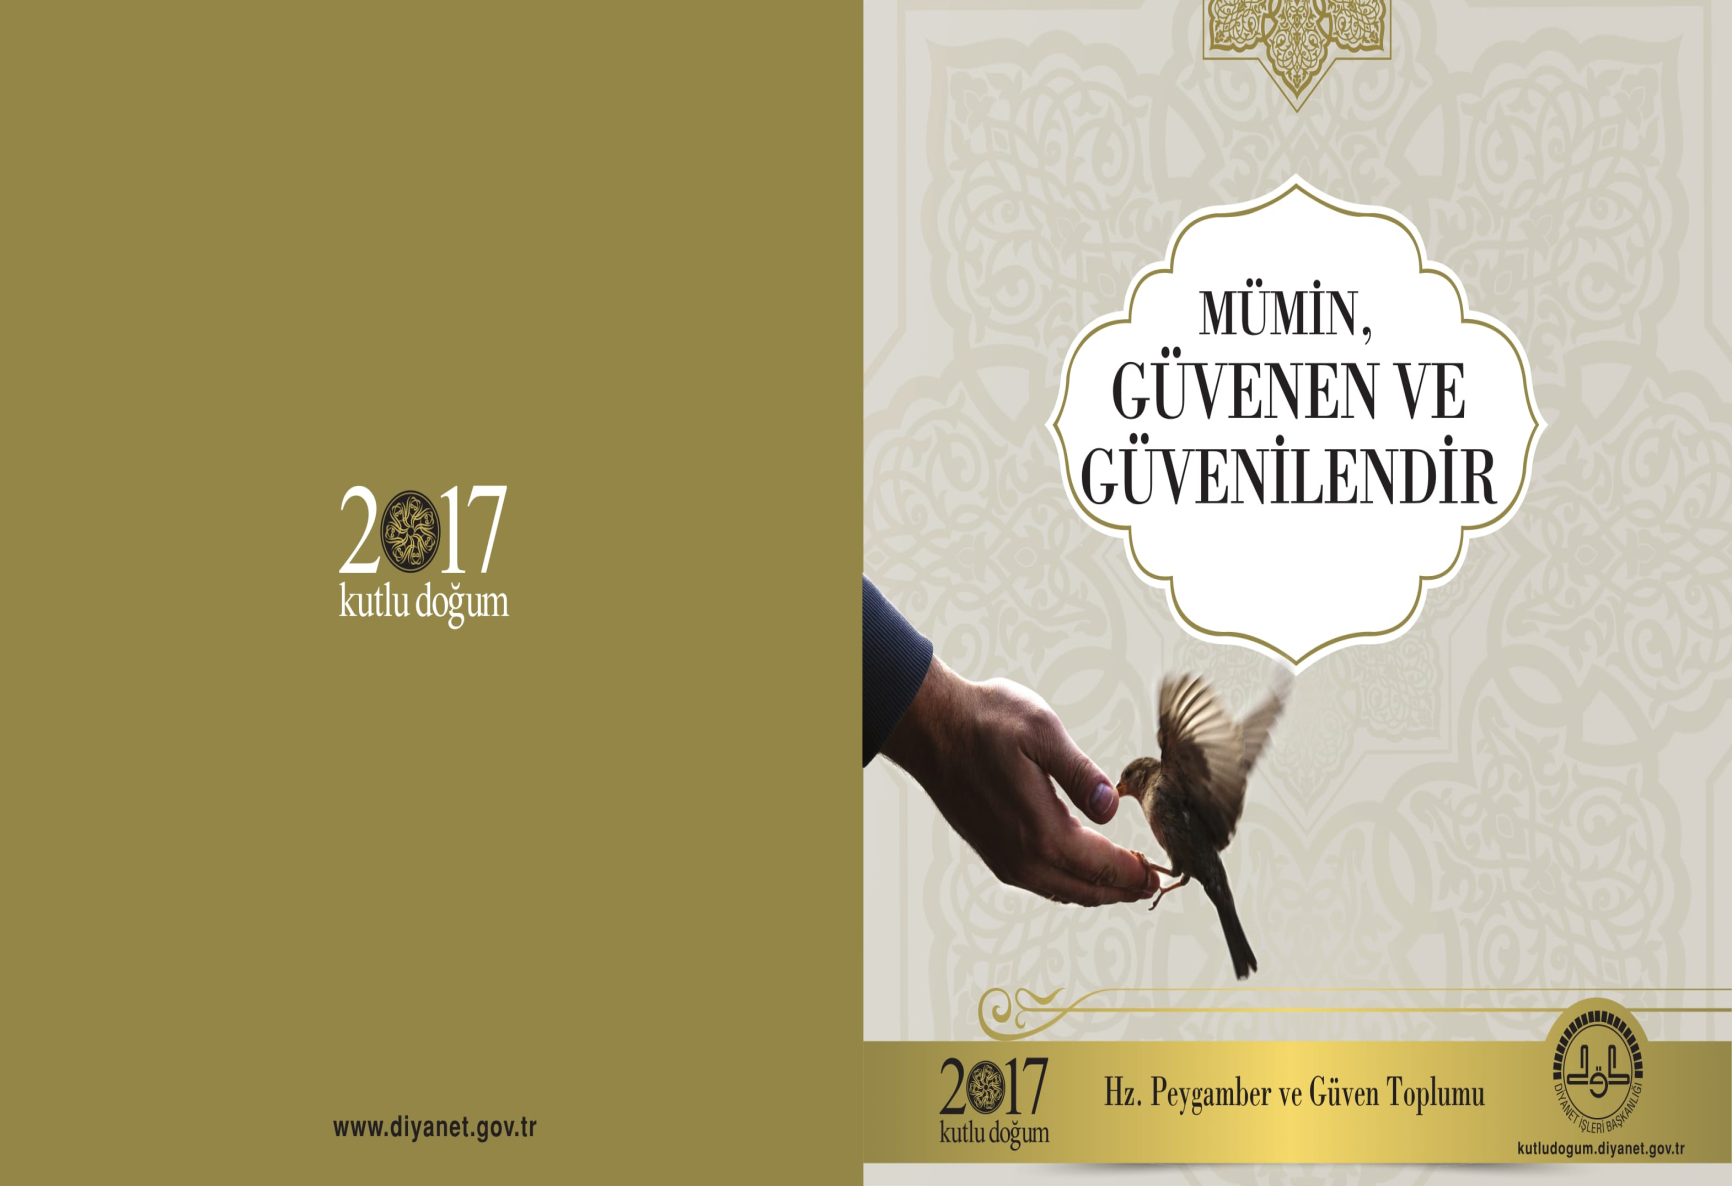 2017
kutlu doğum
www.diyanet.gov.tr
MÜMİN,
GÜVENEN VE
GÜVENİLENDİR
2017
kutlu doğum
Hz. Peygamber ve Güven Toplumu
DİYANET İŞLERİ BAŞKANLIĞI
kutludogum.diyanet.gov.tr